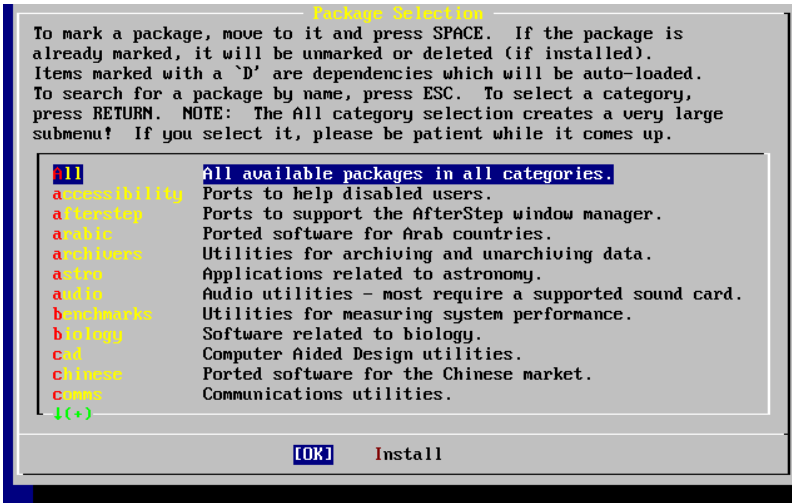 Package Selection
To mark a package, move to it and press SPACE.  If the package is
already marked, it will be unmarked or deleted (if installed).
Items marked with a `D' are dependencies which will be auto-loaded.
To search for a package by name, press ESC.  To select a category,
press RETURN.  NOTE:  The All category selection creates a very large
submenu!  If you select it, please be patient while it comes up.
All All available packages in all categories.
accessibility Ports to help disabled users.
afterstep Ports to support the AfterStep window manager.
arabic Ported software for Arab countries.
archivers Utilities for archiving and unarchiving data.
astro Applications related to astronomy.
audio Audio utilities - most require a supported sound card.
benchmarks Utilities for measuring system performance.
biology Software related to biology.
cad Computer Aided Design utilities.
chinese Ported software for the Chinese market.
comms Communications utilities.
↓(+)
[OK] Install